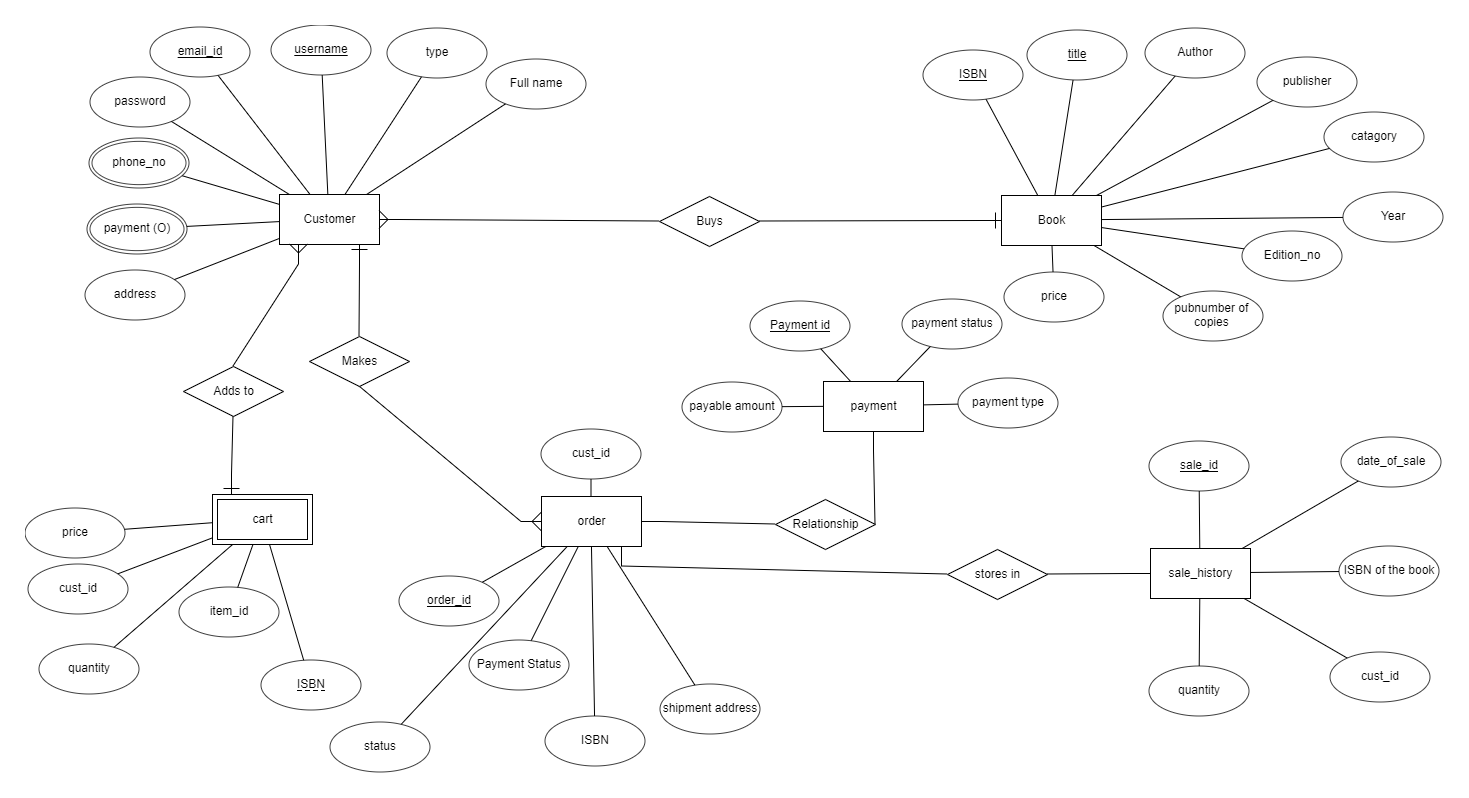 email_id
username
type
Full name
password
phone_no
payment (O)
address
Customer
Buys
ISBN
title
Author
publisher
catagory
Year
Edition_no
pubnumber of
copies
price
Book
Adds to
Makes
Payment id
payment status
payable amount
payment
payment type
cust_id
order
Relationship
cart
price
cust_id
quantity
item_id
ISBN
order_id
Payment Status
status
ISBN
shipment address
stores in
sale_id
date_of_sale
sale_history
ISBN of the book
cust_id
quantity